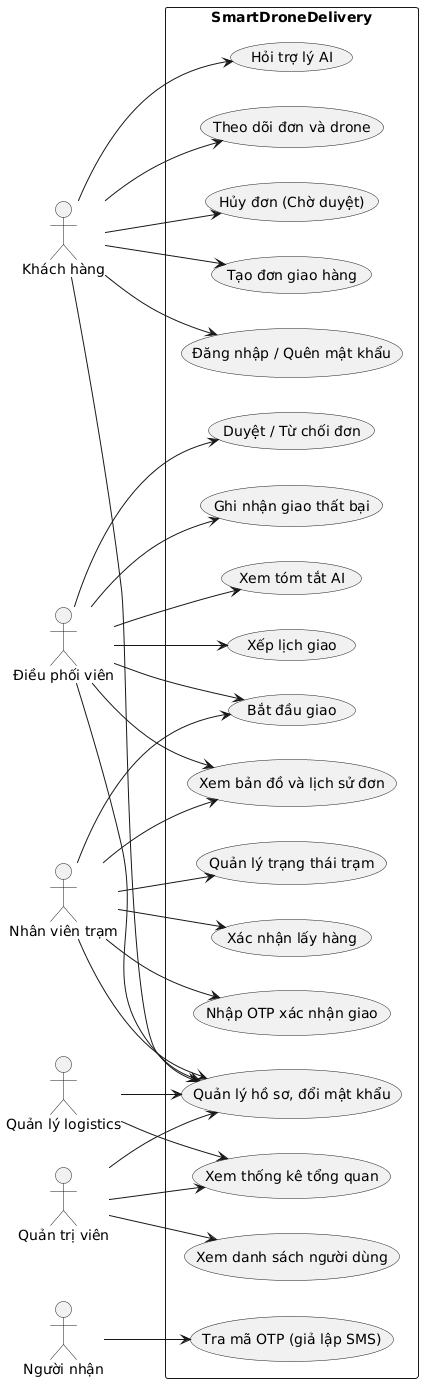 SmartDroneDelivery
Hỏi trợ lý AI
Theo dõi đơn và drone
Hủy đơn (Chờ duyệt)
Khách hàng
Tạo đơn giao hàng
Đăng nhập / Quên mật khẩu
Duyệt / Từ chối đơn
Ghi nhận giao thất bại
Xem tóm tắt AI
Xếp lịch giao
Điều phối viên
Bắt đầu giao
Xem bản đồ và lịch sử đơn
Quản lý trạng thái trạm
Nhân viên trạm
Xác nhận lấy hàng
Nhập OTP xác nhận giao
Quản lý hồ sơ, đổi mật khẩu
Quản lý logistics
Xem thống kê tổng quan
Quản trị viên
Xem danh sách người dùng
Tra mã OTP (giả lập SMS)
Người nhận